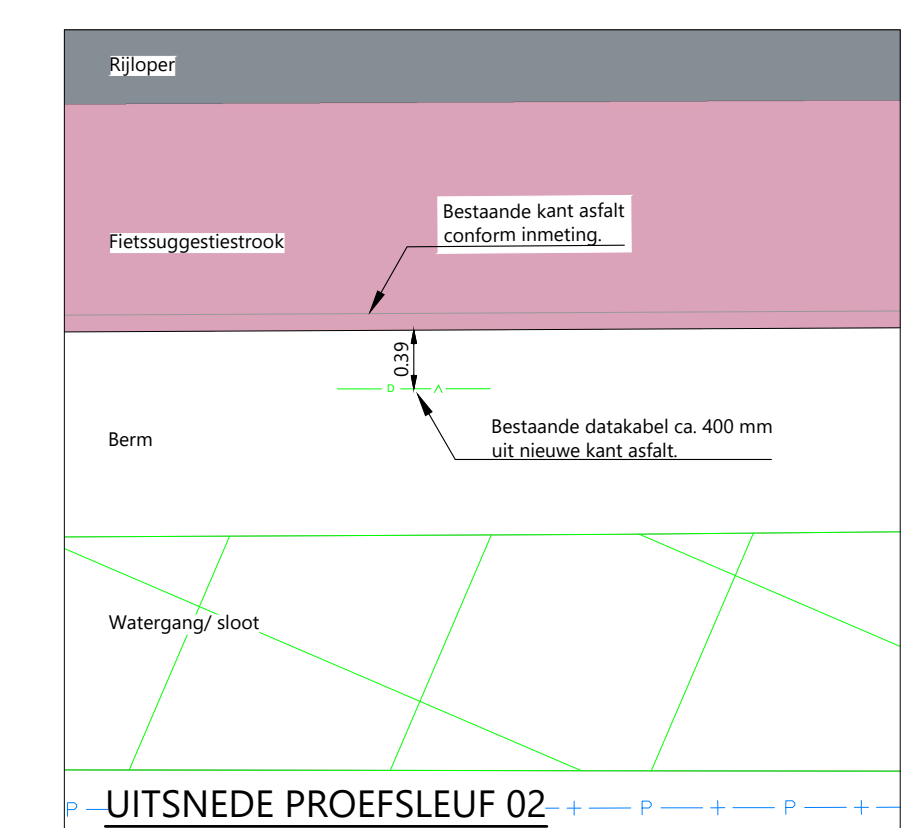 Rijloper
Bestaande kant asfalt
conform inmeting.
Fietssuggestiestrook
0.39
D A
Bestaande datakabel ca. 400 mm
uit nieuwe kant asfalt.
Berm
Watergang/ sloot
P UITSNEDE PROEFSLEUF 02 P P